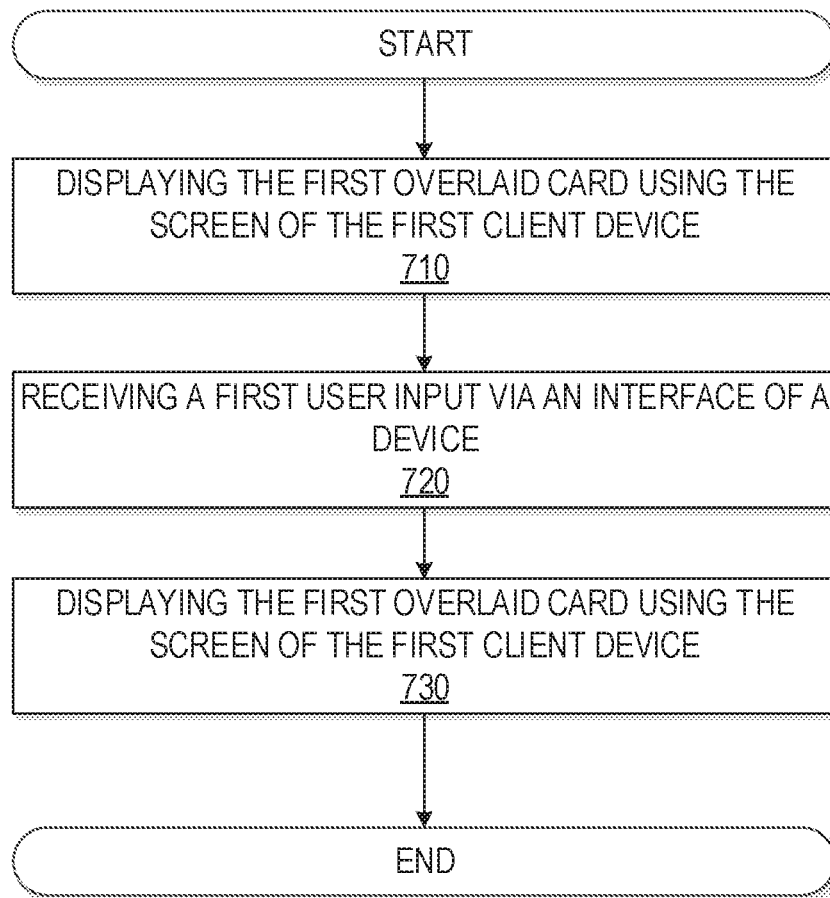 START
DISPLAYING THE FIRST OVERLAID CARD USING THE
SCREEN OF THE FIRST CLIENT DEVICE
710
RECEIVING A FIRST USER INPUT VIA AN INTERFACE OF A
DEVICE
720
DISPLAYING THE FIRST OVERLAID CARD USING THE
SCREEN OF THE FIRST CLIENT DEVICE
730
END